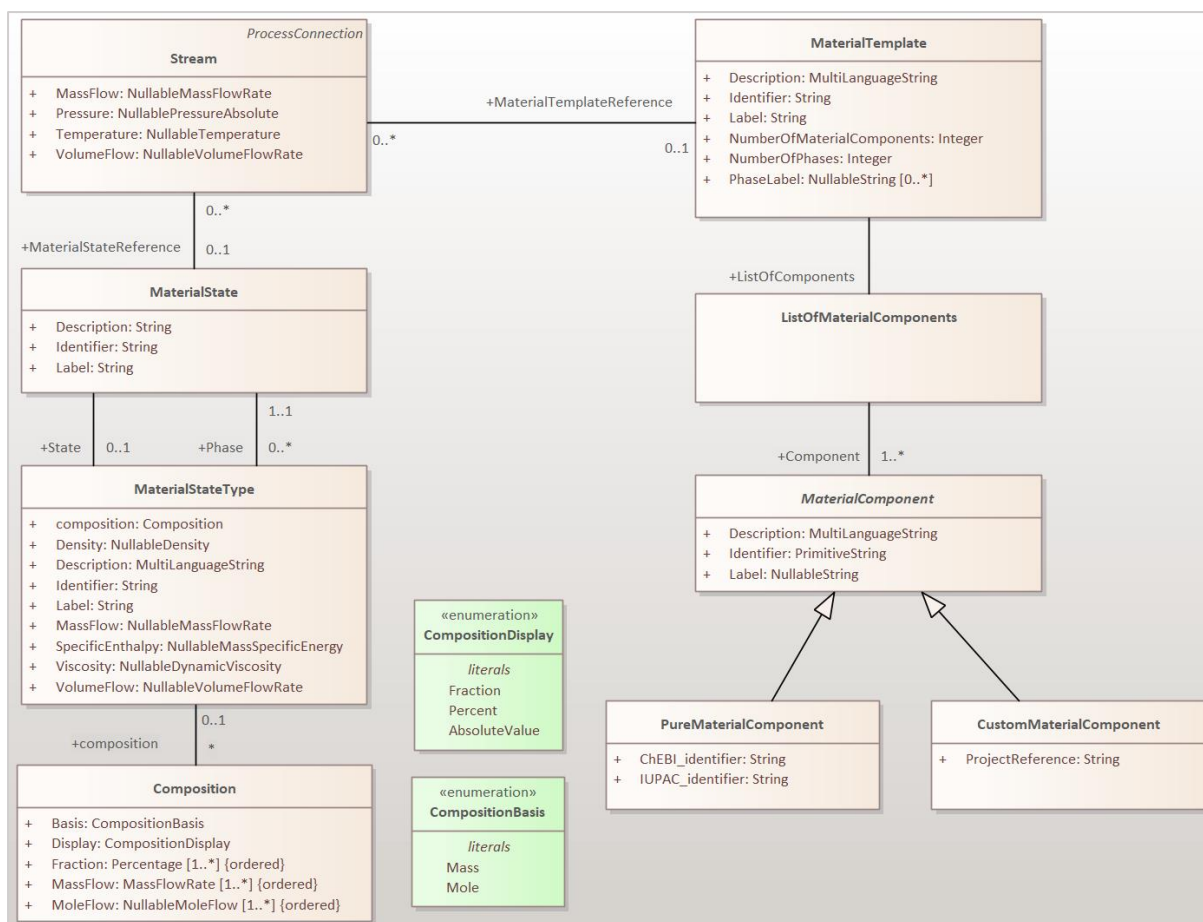 ProcessConnection
Stream
+ MassFlow: NullableMassFlowRate
+ Pressure: NullablePressureAbsolute
+ Temperature: NullableTemperature
+ VolumeFlow: NullableVolumeFlowRate
+MaterialTemplateReference
0..*
0..1
MaterialTemplate
+ Description: MultiLanguageString
+ Identifier: String
+ Label: String
+ NumberOfMaterialComponents: Integer
+ NumberOfPhases: Integer
+ PhaseLabel: NullableString [0..*]
0..*
+MaterialStateReference
0..1
MaterialState
+ Description: String
+ Identifier: String
+ Label: String
+ListOfComponents
ListOfMaterialComponents
1..1
+State
0..1
+Phase
0..*
MaterialStateType
+ composition: Composition
+ Density: NullableDensity
+ Description: MultiLanguageString
+ Identifier: String
+ Label: String
+ MassFlow: NullableMassFlowRate
+ SpecificEnthalpy: NullableMassSpecificEnergy
+ Viscosity: NullableDynamicViscosity
+ VolumeFlow: NullableVolumeFlowRate
+Component
1..*
MaterialComponent
+ Description: MultiLanguageString
+ Identifier: PrimitiveString
+ Label: NullableString
«enumeration»
CompositionDisplay
literals
Fraction
Percent
AbsoluteValue
PureMaterialComponent
+ ChEBI_identifier: String
+ IUPAC_identifier: String
CustomMaterialComponent
+ ProjectReference: String
0..1
+composition
*
Composition
+ Basis: CompositionBasis
+ Display: CompositionDisplay
+ Fraction: Percentage [1..*] {ordered}
+ MassFlow: MassFlowRate [1..*] {ordered}
+ MoleFlow: NullableMoleFlow [1..*] {ordered}
«enumeration»
CompositionBasis
literals
Mass
Mole